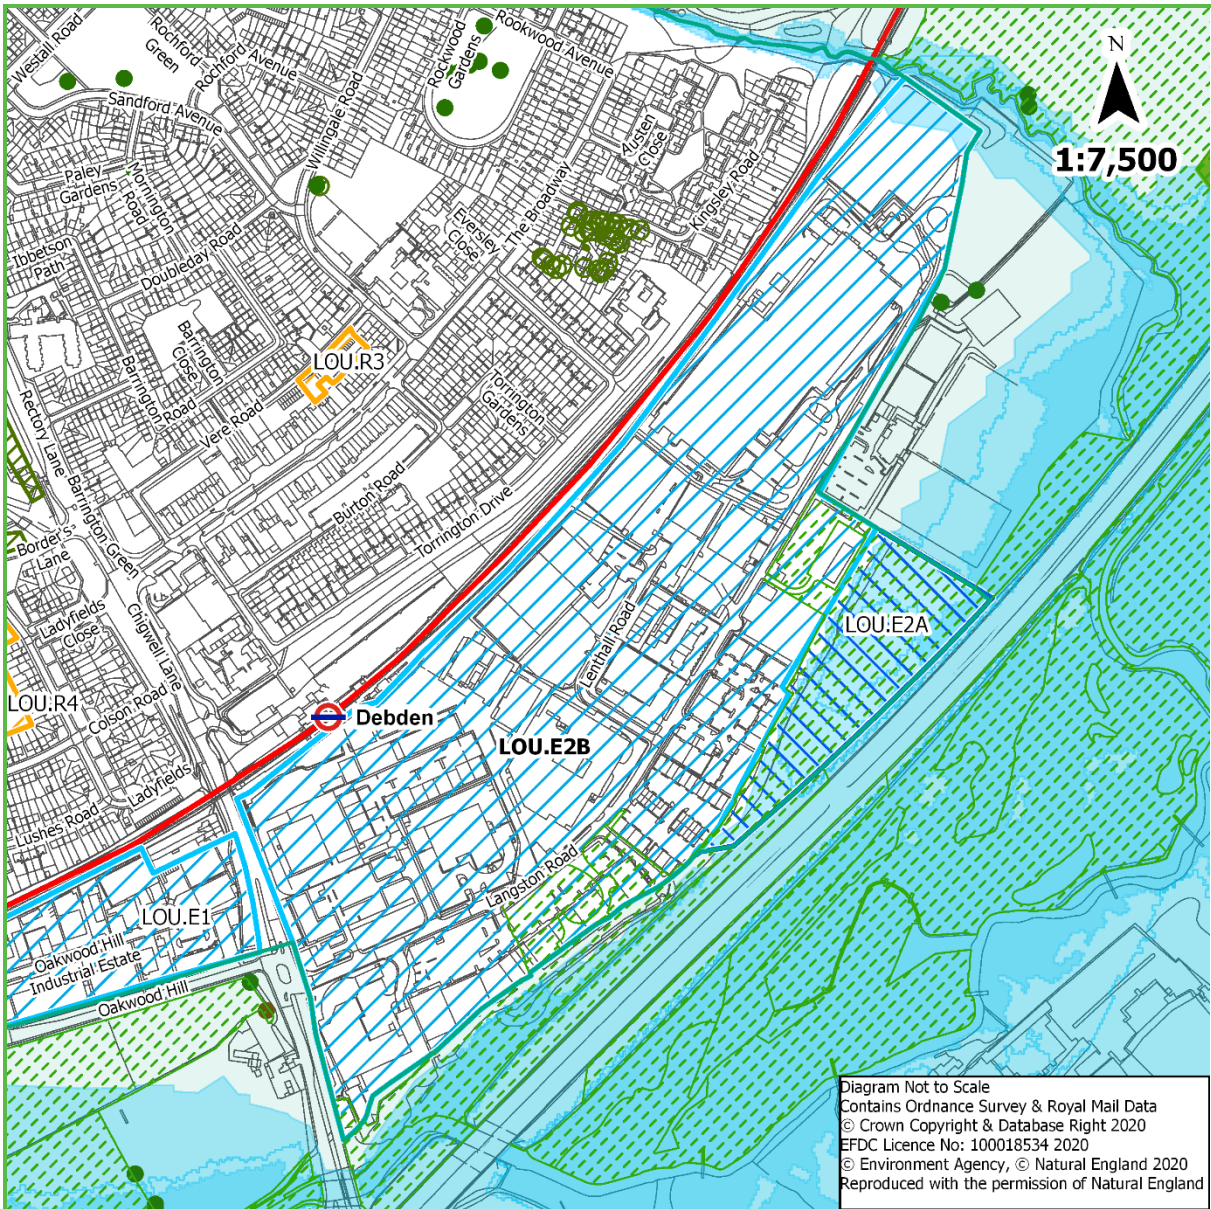 Westall Road
Rochford
Green
Rochford
Avenue
Sandford Avenue
Willingale Road
Rockwood
Gardens
Rookwood Avenue
N
1:7,500
Austen
Close
Kingsley Road
The Broadway
Eversley
Close
Paley
Gardens
Mornington
Road
Ibbetson
Path
Doubleday Road
Barrington
Close
Barrington
Road
LOU.R3
Vere Road
Torrington
Gardens
Rectory Lane
Barrington Green
Burton Road
Torrington Drive
Border's
Lane
Ladyfields
Close
Chigwell Lane
Lenthall Road
LOU.E2A
LOU.R4
Colson Road
Debden
LOU.E2B
Ladyfields
Lushes Road
Langston Road
LOU.E1
Oakwood Hill
Industrial Estate
Oakwood Hill
Diagram Not to Scale
Contains Ordnance Survey & Royal Mail Data
© Crown Copyright & Database Right 2020
EFDC Licence No: 100018534 2020
© Environment Agency, © Natural England 2020
Reproduced with the permission of Natural England